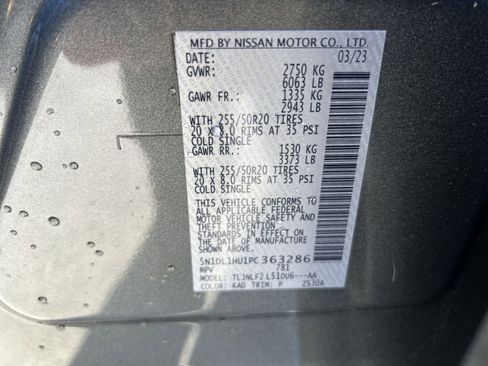 MFD BY NISSAN MOTOR CO., LTD.
DATE: 03/23
GVWR: 2750 KG
6063 LB
GAWR FR.: 1335 KG
2943 LB
WITH 255/50R20 TIRES
20 x 8.0 RIMS AT 35 PSI
COLD SINGLE
GAWR RR.: 1530 KG
3373 LB
WITH 255/50R20 TIRES
20 x 8.0 RIMS AT 35 PSI
COLD SINGLE
THIS VEHICLE CONFORMS TO
ALL APPLICABLE FEDERAL
MOTOR VEHICLE SAFETY AND
THEFT PREVENTION
STANDARDS IN EFFECT ON
THE DATE OF MANUFACTURE
SHOWN ABOVE.
5N1DL1HU1PC363286
MPV 781
MODEL: TLJNLF2 L51DU6---AA
COLOR: KAD TRIM: P 2S30A